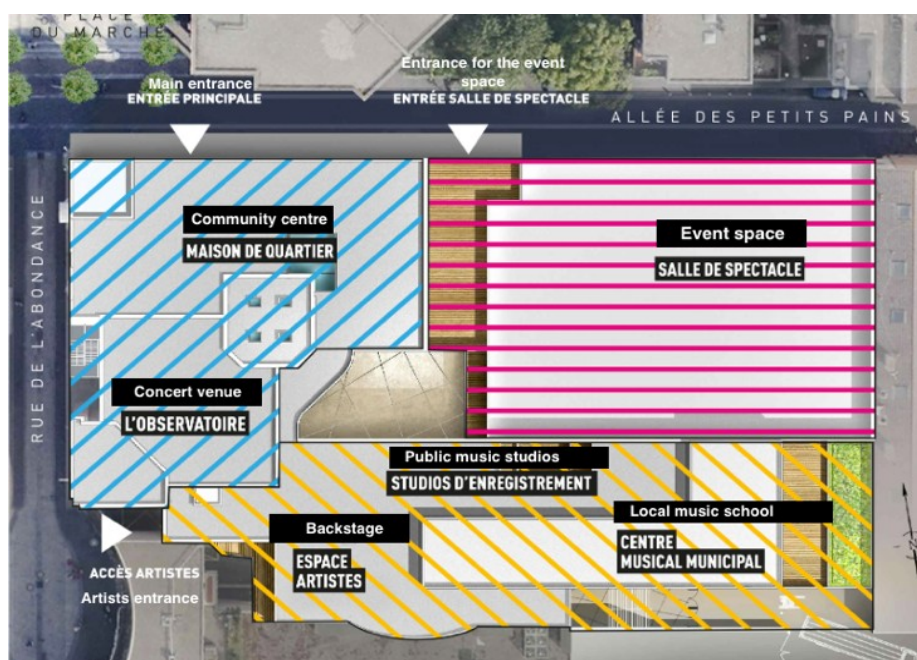 PLACE
DU MARCHÉ
Main entrance
ENTRÉE PRINCIPALE
Entrance for the event
space
ENTRÉE SALLE DE SPECTACLE
ALLÉE DES PETITS PAINS
RUE DE L'ABONDANCE
Community centre
MAISON DE QUARTIER
Event space
SALLE DE SPECTACLE
Concert venue
L'OBSERVATOIRE
Public music studios
STUDIOS D'ENREGISTREMENT
Local music school
CENTRE
MUSICAL MUNICIPAL
Backstage
ESPACE
ARTISTES
ACCÈS ARTISTES
Artists entrance